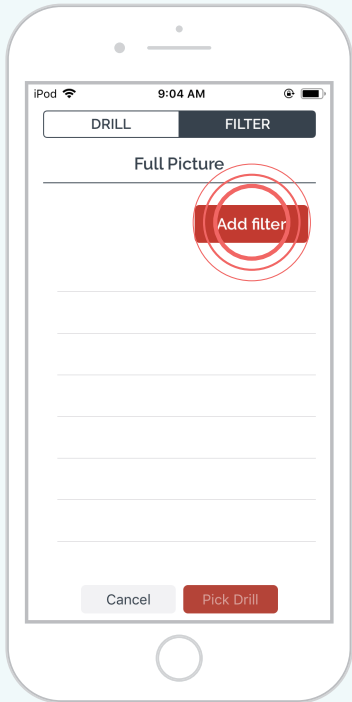 iPod 9:04 AM
DRILL FILTER
Full Picture
Add filter
Cancel Pick Drill